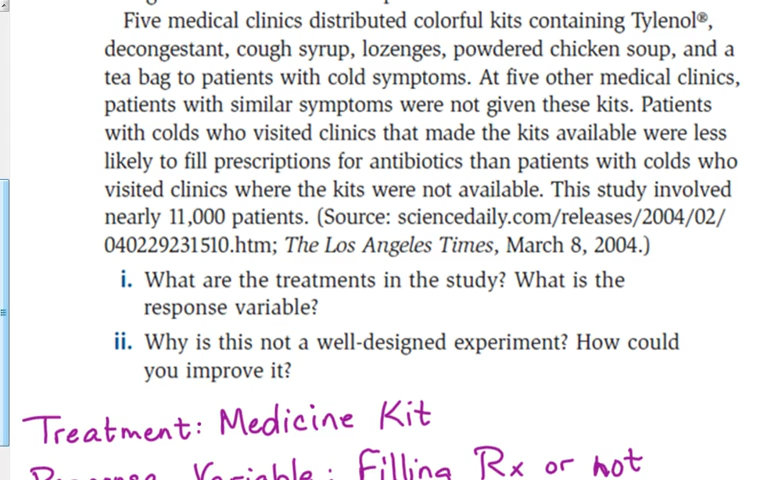 Five medical clinics distributed colorful kits containing Tylenol®,
decongestant, cough syrup, lozenges, powdered chicken soup, and a
tea bag to patients with cold symptoms. At five other medical clinics,
patients with similar symptoms were not given these kits. Patients
with colds who visited clinics that made the kits available were less
likely to fill prescriptions for antibiotics than patients with colds who
visited clinics where the kits were not available. This study involved
nearly 11,000 patients. (Source: sciencedaily.com/releases/2004/02/
040229231510.htm; The Los Angeles Times, March 8, 2004.)
i. What are the treatments in the study? What is the
response variable?
ii. Why is this not a well-designed experiment? How could
you improve it?
Treatment: Medicine Kit
Response Variable: Filling Rx or not